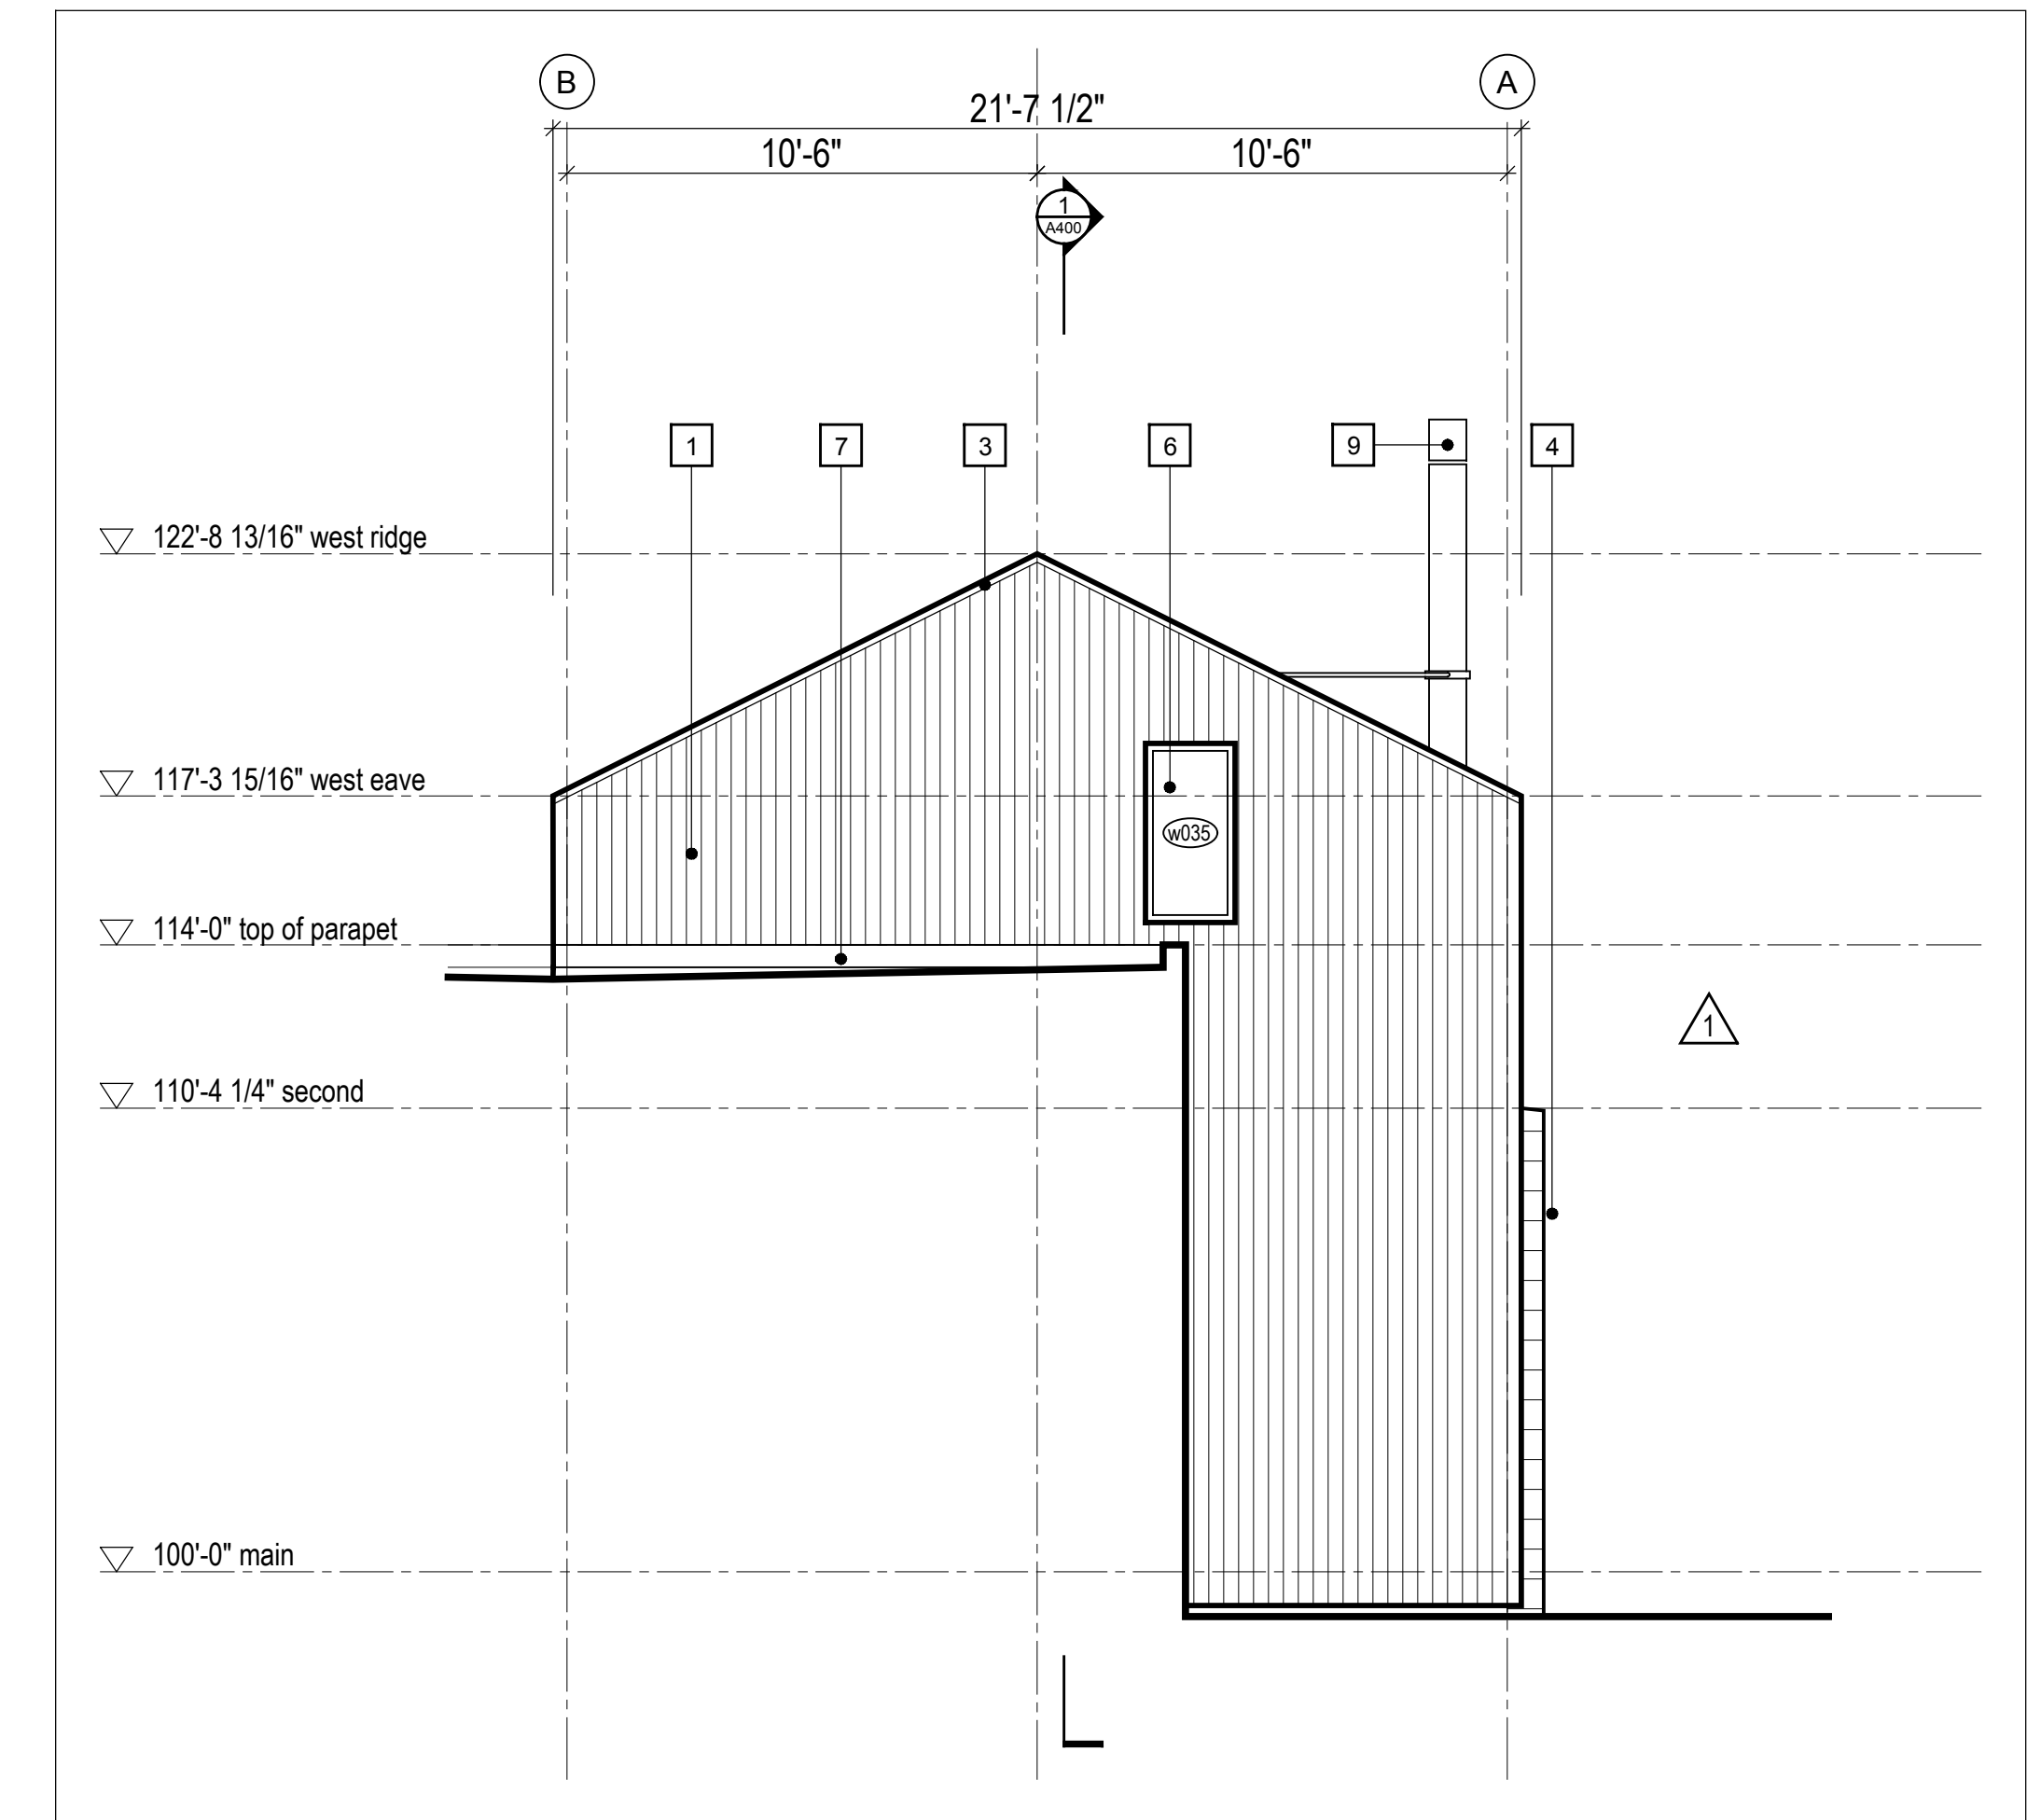 B
A
21'-7 1/2"
10'-6"
10'-6"
1
A400
1
7
3
6
9
4
122'-8 13/16" west ridge
117'-3 15/16" west eave
w035
114'-0" top of parapet
1
110'-4 1/4" second
100'-0" main